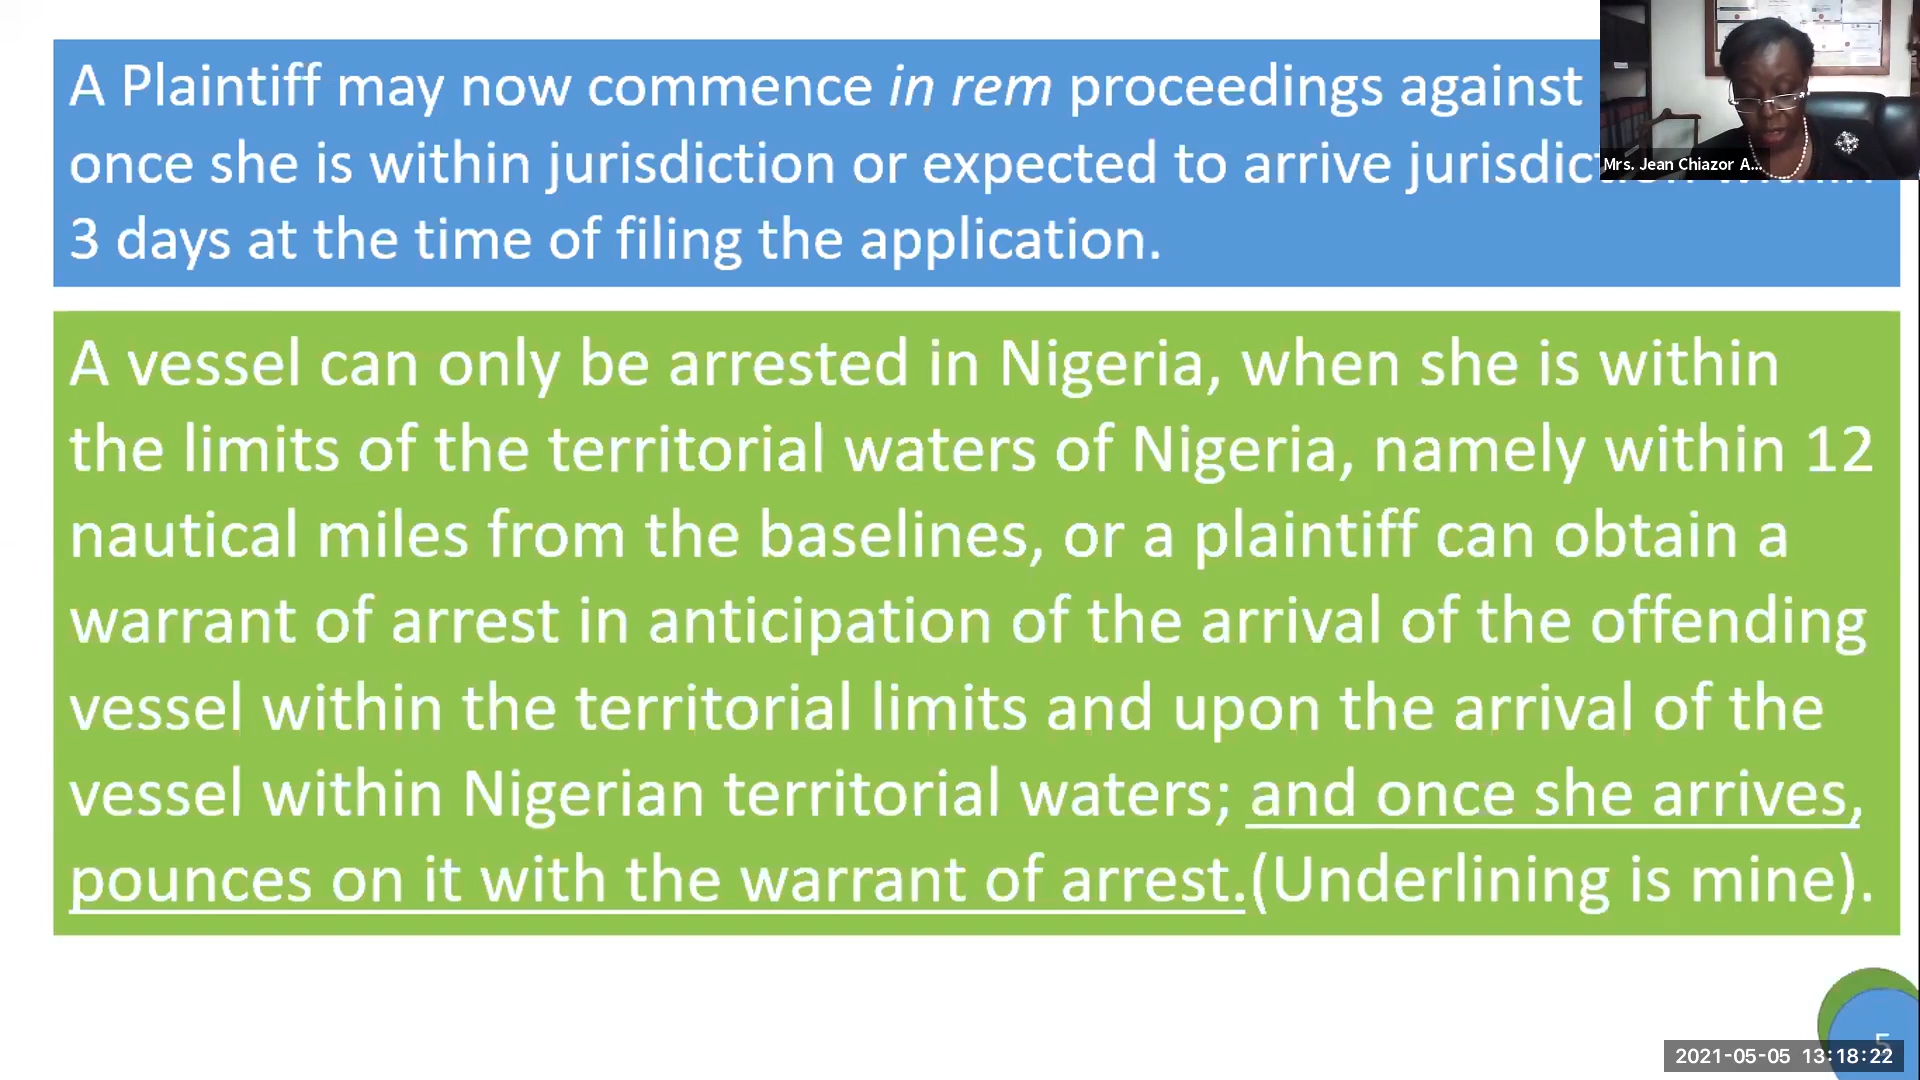 A Plaintiff may now commence in rem proceedings against
once she is within jurisdiction or expected to arrive
3 days at the time of filing the application.
A vessel can only be arrested in Nigeria, when she is within
the limits of the territorial waters of Nigeria, namely within 12
nautical miles from the baselines, or a plaintiff can obtain a
warrant of arrest in anticipation of the arrival of the offending
vessel within the territorial limits and upon the arrival of the
vessel within Nigerian territorial waters; and once she arrives,
pounces on it with the warrant of arrest.(Underlining is mine).
Mrs. Jean Chiazor A...
5
2021-05-05 13:18:22